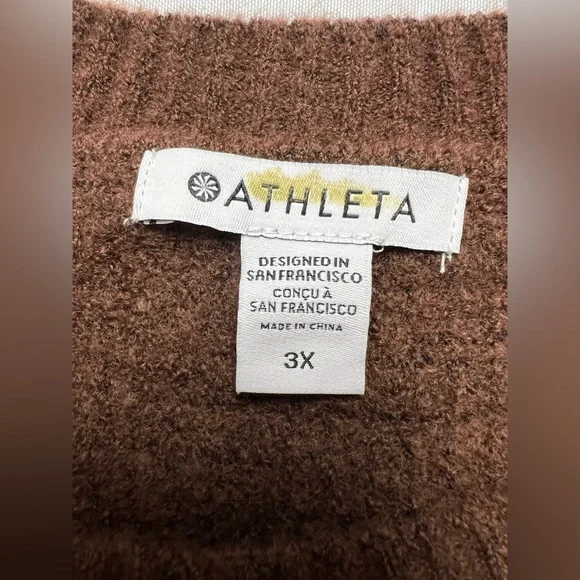 ATHLETA
DESIGNED IN
SAN FRANCISCO
CONÇU À
SAN FRANCISCO
MADE IN CHINA
3X